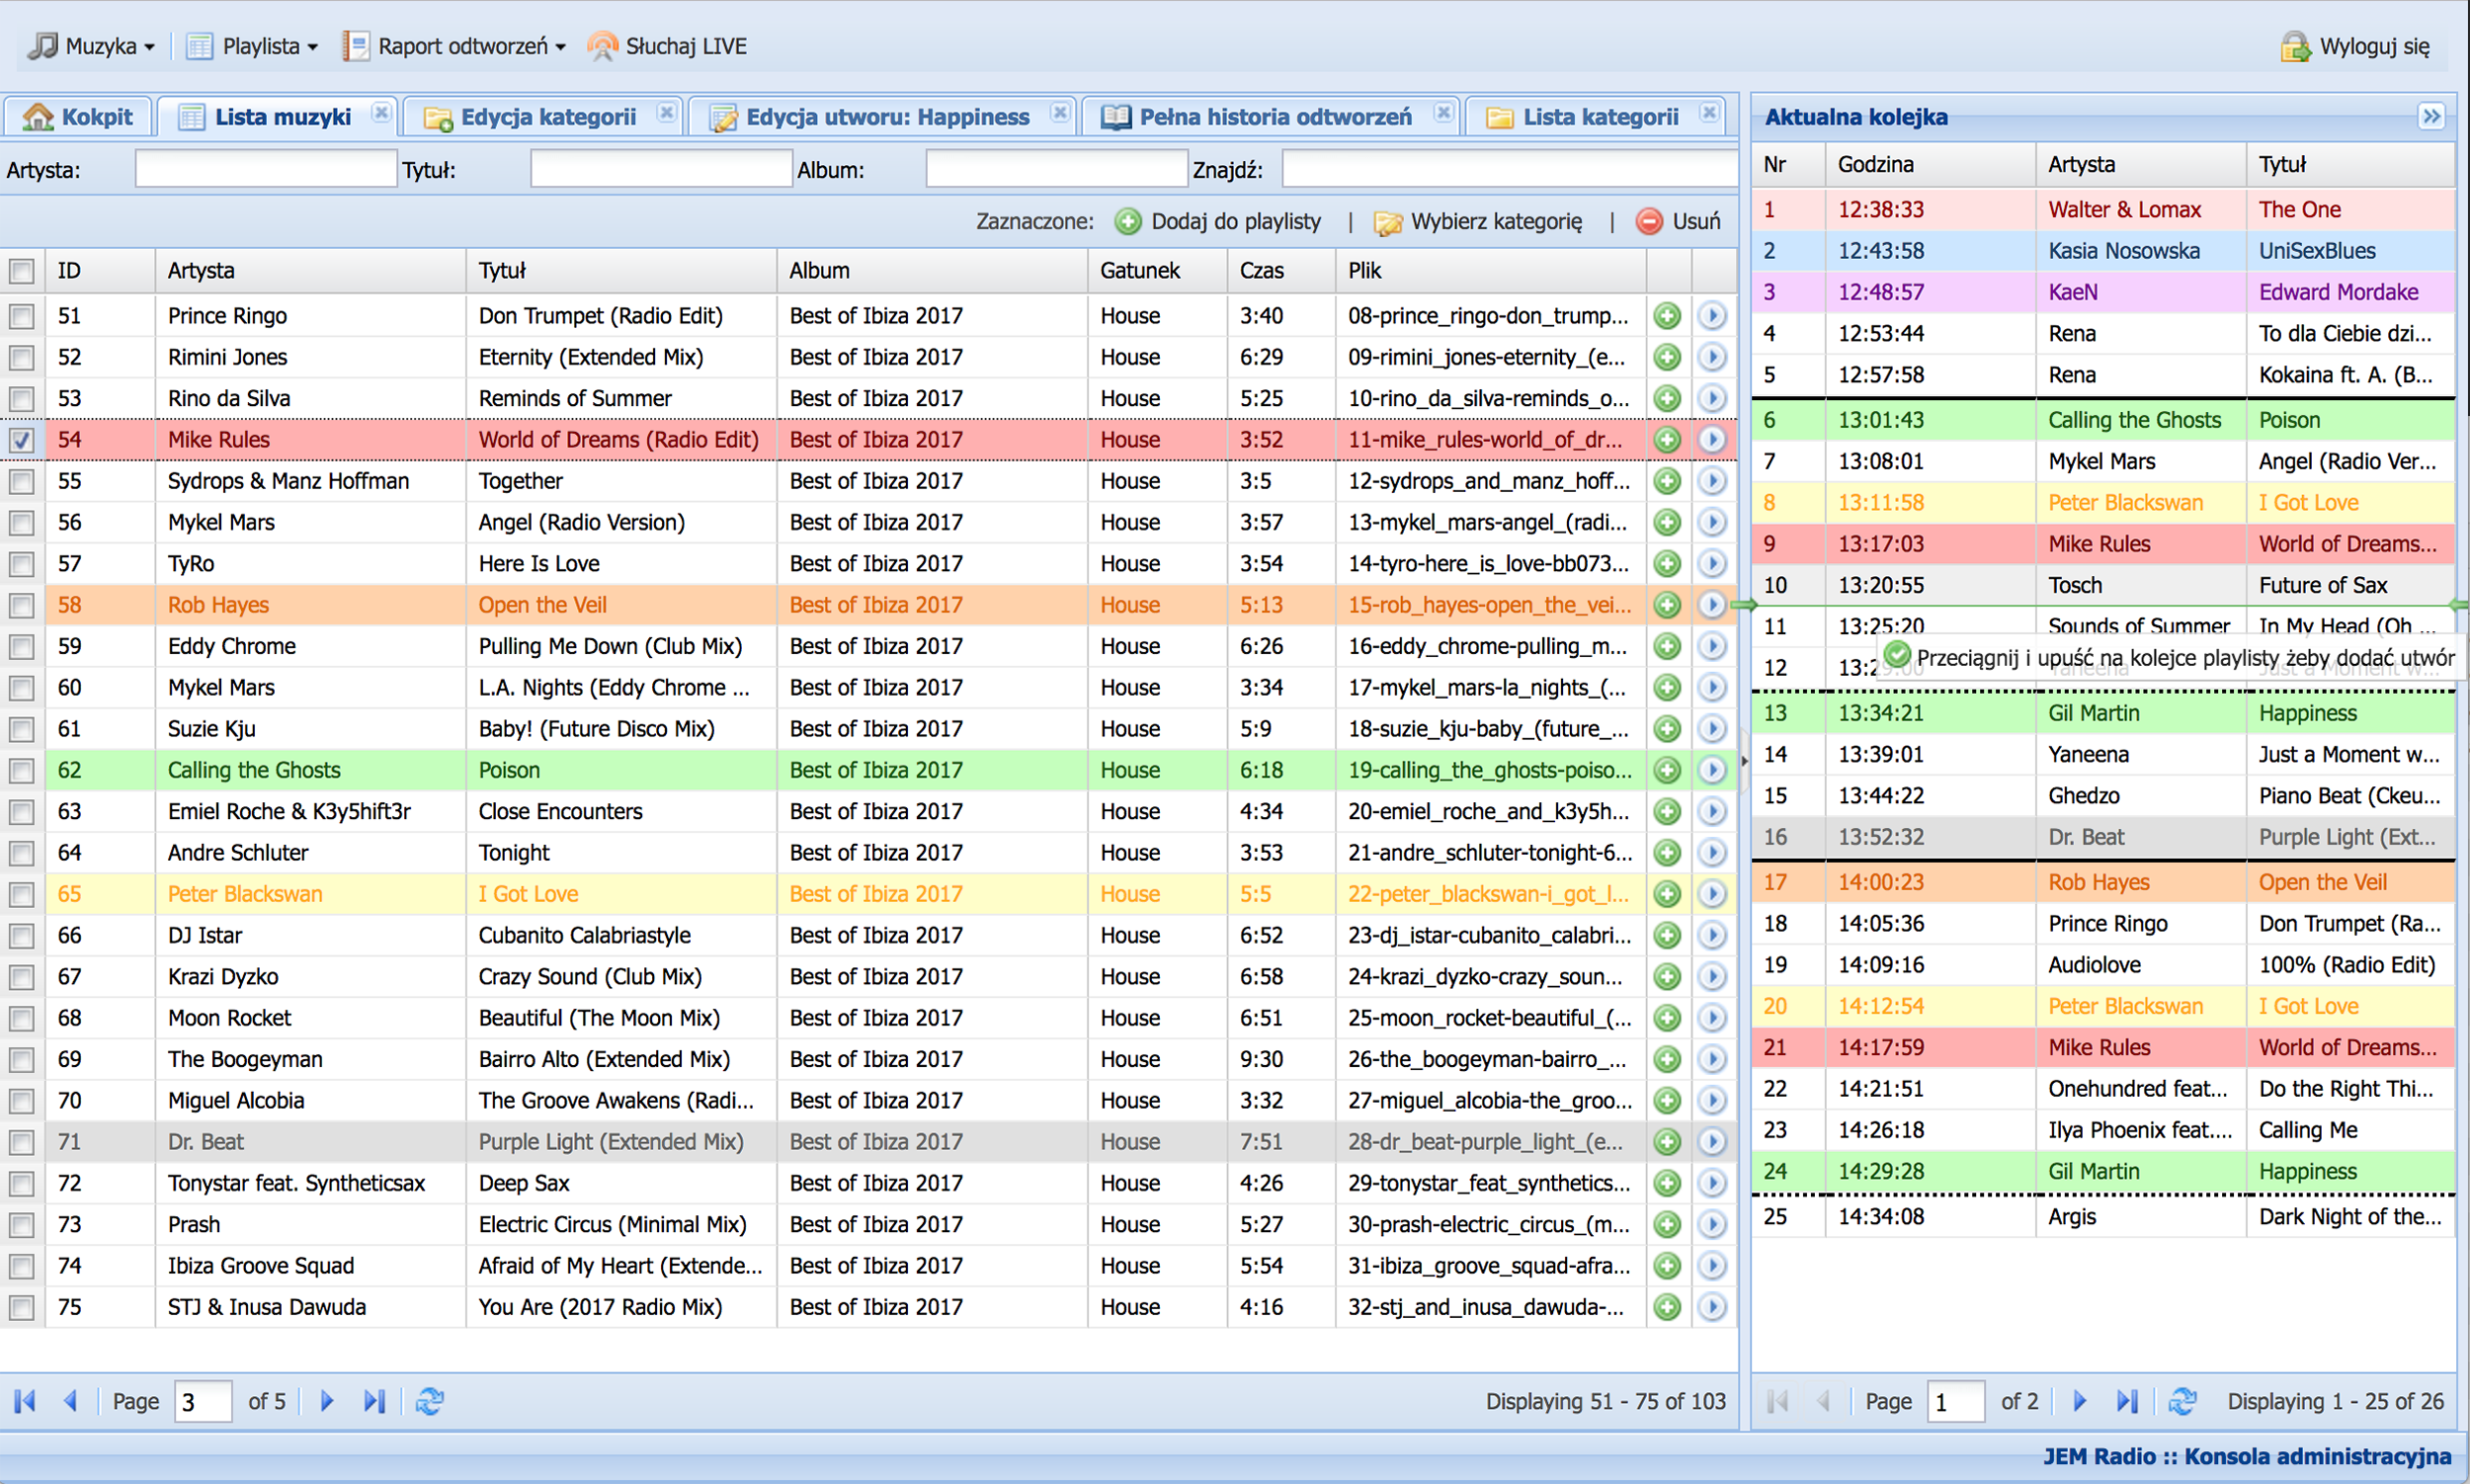 Muzyka Playlista Raport odtworzeń Słuchaj LIVE Wyloguj się
Kokpit Lista muzyki Edycja kategorii Edycja utworu: Happiness Pełna historia odtworzeń Lista kategorii
Artysta: Tytuł: Album: Znajdź:
Zaznaczone: Dodaj do playlisty | Wybierz kategorię | Usuń
ID Artysta Tytuł Album Gatunek Czas Plik
51 Prince Ringo Don Trumpet (Radio Edit) Best of Ibiza 2017 House 3:40 08-prince_ringo-don_trump...
52 Rimini Jones Eternity (Extended Mix) Best of Ibiza 2017 House 6:29 09-rimini_jones-eternity_(e...
53 Rino da Silva Reminds of Summer Best of Ibiza 2017 House 5:25 10-rino_da_silva-reminds_o...
54 Mike Rules World of Dreams (Radio Edit) Best of Ibiza 2017 House 3:52 11-mike_rules-world_of_dr...
55 Sydrops & Manz Hoffman Together Best of Ibiza 2017 House 3:5 12-sydrops_and_manz_hoff...
56 Mykel Mars Angel (Radio Version) Best of Ibiza 2017 House 3:57 13-mykel_mars-angel_(radi...
57 TyRo Here Is Love Best of Ibiza 2017 House 3:54 14-tyro-here_is_love-bb073...
58 Rob Hayes Open the Veil Best of Ibiza 2017 House 5:13 15-rob_hayes-open_the_vei...
59 Eddy Chrome Pulling Me Down (Club Mix) Best of Ibiza 2017 House 6:26 16-eddy_chrome-pulling_m...
60 Mykel Mars L.A. Nights (Eddy Chrome ... Best of Ibiza 2017 House 3:34 17-mykel_mars-la_nights_(...
61 Suzie Kju Baby! (Future Disco Mix) Best of Ibiza 2017 House 5:9 18-suzie_kju-baby_(future_...
62 Calling the Ghosts Poison Best of Ibiza 2017 House 6:18 19-calling_the_ghosts-poiso...
63 Emiel Roche & K3y5hift3r Close Encounters Best of Ibiza 2017 House 4:34 20-emiel_roche_and_k3y5h...
64 Andre Schluter Tonight Best of Ibiza 2017 House 3:53 21-andre_schluter-tonight-6...
65 Peter Blackswan I Got Love Best of Ibiza 2017 House 5:5 22-peter_blackswan-i_got_l...
66 DJ Istar Cubanito Calabriastyle Best of Ibiza 2017 House 6:52 23-dj_istar-cubanito_calabri...
67 Krazi Dyzko Crazy Sound (Club Mix) Best of Ibiza 2017 House 6:58 24-krazi_dyzko-crazy_soun...
68 Moon Rocket Beautiful (The Moon Mix) Best of Ibiza 2017 House 6:51 25-moon_rocket-beautiful_(...
69 The Boogeyman Bairro Alto (Extended Mix) Best of Ibiza 2017 House 9:30 26-the_boogeyman-bairro_...
70 Miguel Alcobia The Groove Awakens (Radi... Best of Ibiza 2017 House 3:32 27-miguel_alcobia-the_groo...
71 Dr. Beat Purple Light (Extended Mix) Best of Ibiza 2017 House 7:51 28-dr_beat-purple_light_(e...
72 Tonystar feat. Syntheticsax Deep Sax Best of Ibiza 2017 House 4:26 29-tonystar_feat_synthetics...
73 Prash Electric Circus (Minimal Mix) Best of Ibiza 2017 House 5:27 30-prash-electric_circus_(m...
74 Ibiza Groove Squad Afraid of My Heart (Extende... Best of Ibiza 2017 House 5:54 31-ibiza_groove_squad-afra...
75 STJ & Inusa Dawuda You Are (2017 Radio Mix) Best of Ibiza 2017 House 4:16 32-stj_and_inusa_dawuda-...
Page 3 of 5 Displaying 51 - 75 of 103
Aktualna kolejka
Nr Godzina Artysta Tytuł
1 12:38:33 Walter & Lomax The One
2 12:43:58 Kasia Nosowska UniSexBlues
3 12:48:57 KaeN Edward Mordake
4 12:53:44 Rena To dla Ciebie dzi...
5 12:57:58 Rena Kokaina ft. A. (B...
6 13:01:43 Calling the Ghosts Poison
7 13:08:01 Mykel Mars Angel (Radio Ver...
8 13:11:58 Peter Blackswan I Got Love
9 13:17:03 Mike Rules World of Dreams...
10 13:20:55 Tosch Future of Sax
11 13:25:20 Sounds of Summer In My Head (Oh ...
Przeciągnij i upuść na kolejce playlisty żeby dodać utwór
12 13:29:00 Yaneena Just a Moment w...
13 13:34:21 Gil Martin Happiness
14 13:39:01 Yaneena Just a Moment w...
15 13:44:22 Ghedzo Piano Beat (Ckeu...
16 13:52:32 Dr. Beat Purple Light (Ext...
17 14:00:23 Rob Hayes Open the Veil
18 14:05:36 Prince Ringo Don Trumpet (Ra...
19 14:09:16 Audiolove 100% (Radio Edit)
20 14:12:54 Peter Blackswan I Got Love
21 14:17:59 Mike Rules World of Dreams...
22 14:21:51 Onehundred feat... Do the Right Thi...
23 14:26:18 Ilya Phoenix feat.... Calling Me
24 14:29:28 Gil Martin Happiness
25 14:34:08 Argis Dark Night of the...
Page 1 of 2 Displaying 1 - 25 of 26
JEM Radio :: Konsola administracyjna